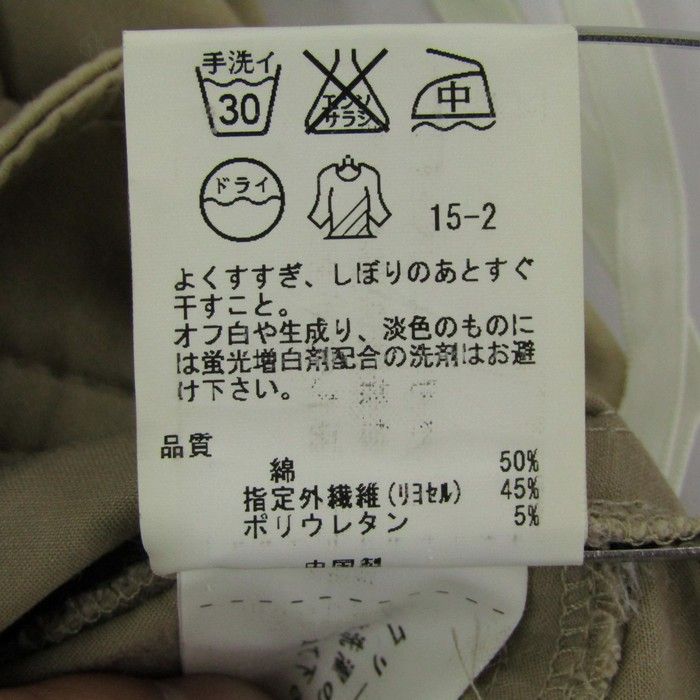 手洗イ
30
エンソ
サラシ
中
ドライ
15-2
よくすすぎ、しぼりのあとすぐ
干すこと。
オフ白や生成り、淡色のものに
は蛍光増白剤配合の洗剤はお避
け下さい。
品質
綿 50%
指定外繊維(リヨセル) 45%
ポリウレタン 5%
中国製